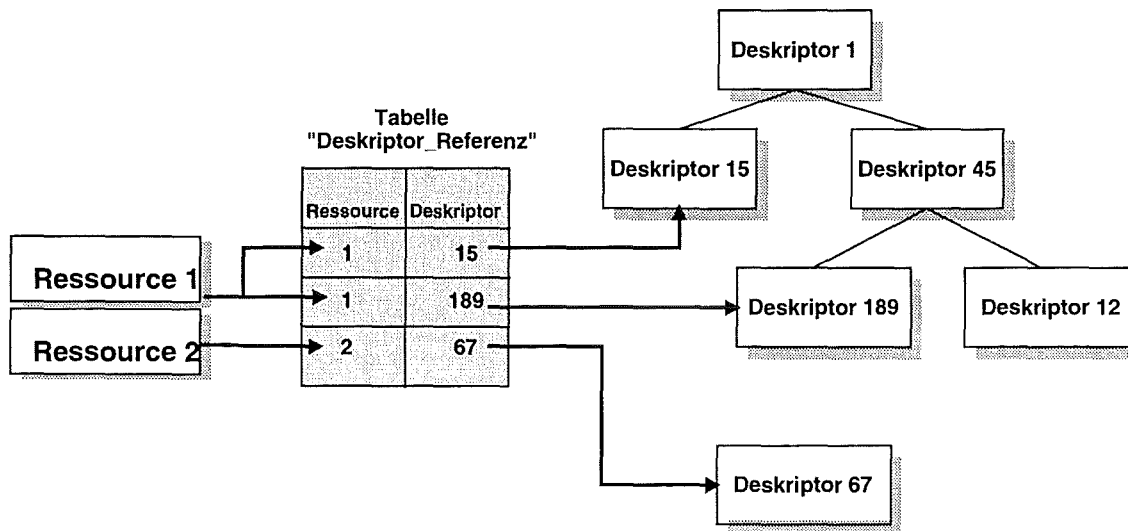 Deskriptor 1
Tabelle
"Deskriptor_Referenz"
Deskriptor 15
Deskriptor 45
Ressource Deskriptor
1 15
Ressource 1
1 189
Deskriptor 189
Deskriptor 12
Ressource 2
2 67
Deskriptor 67